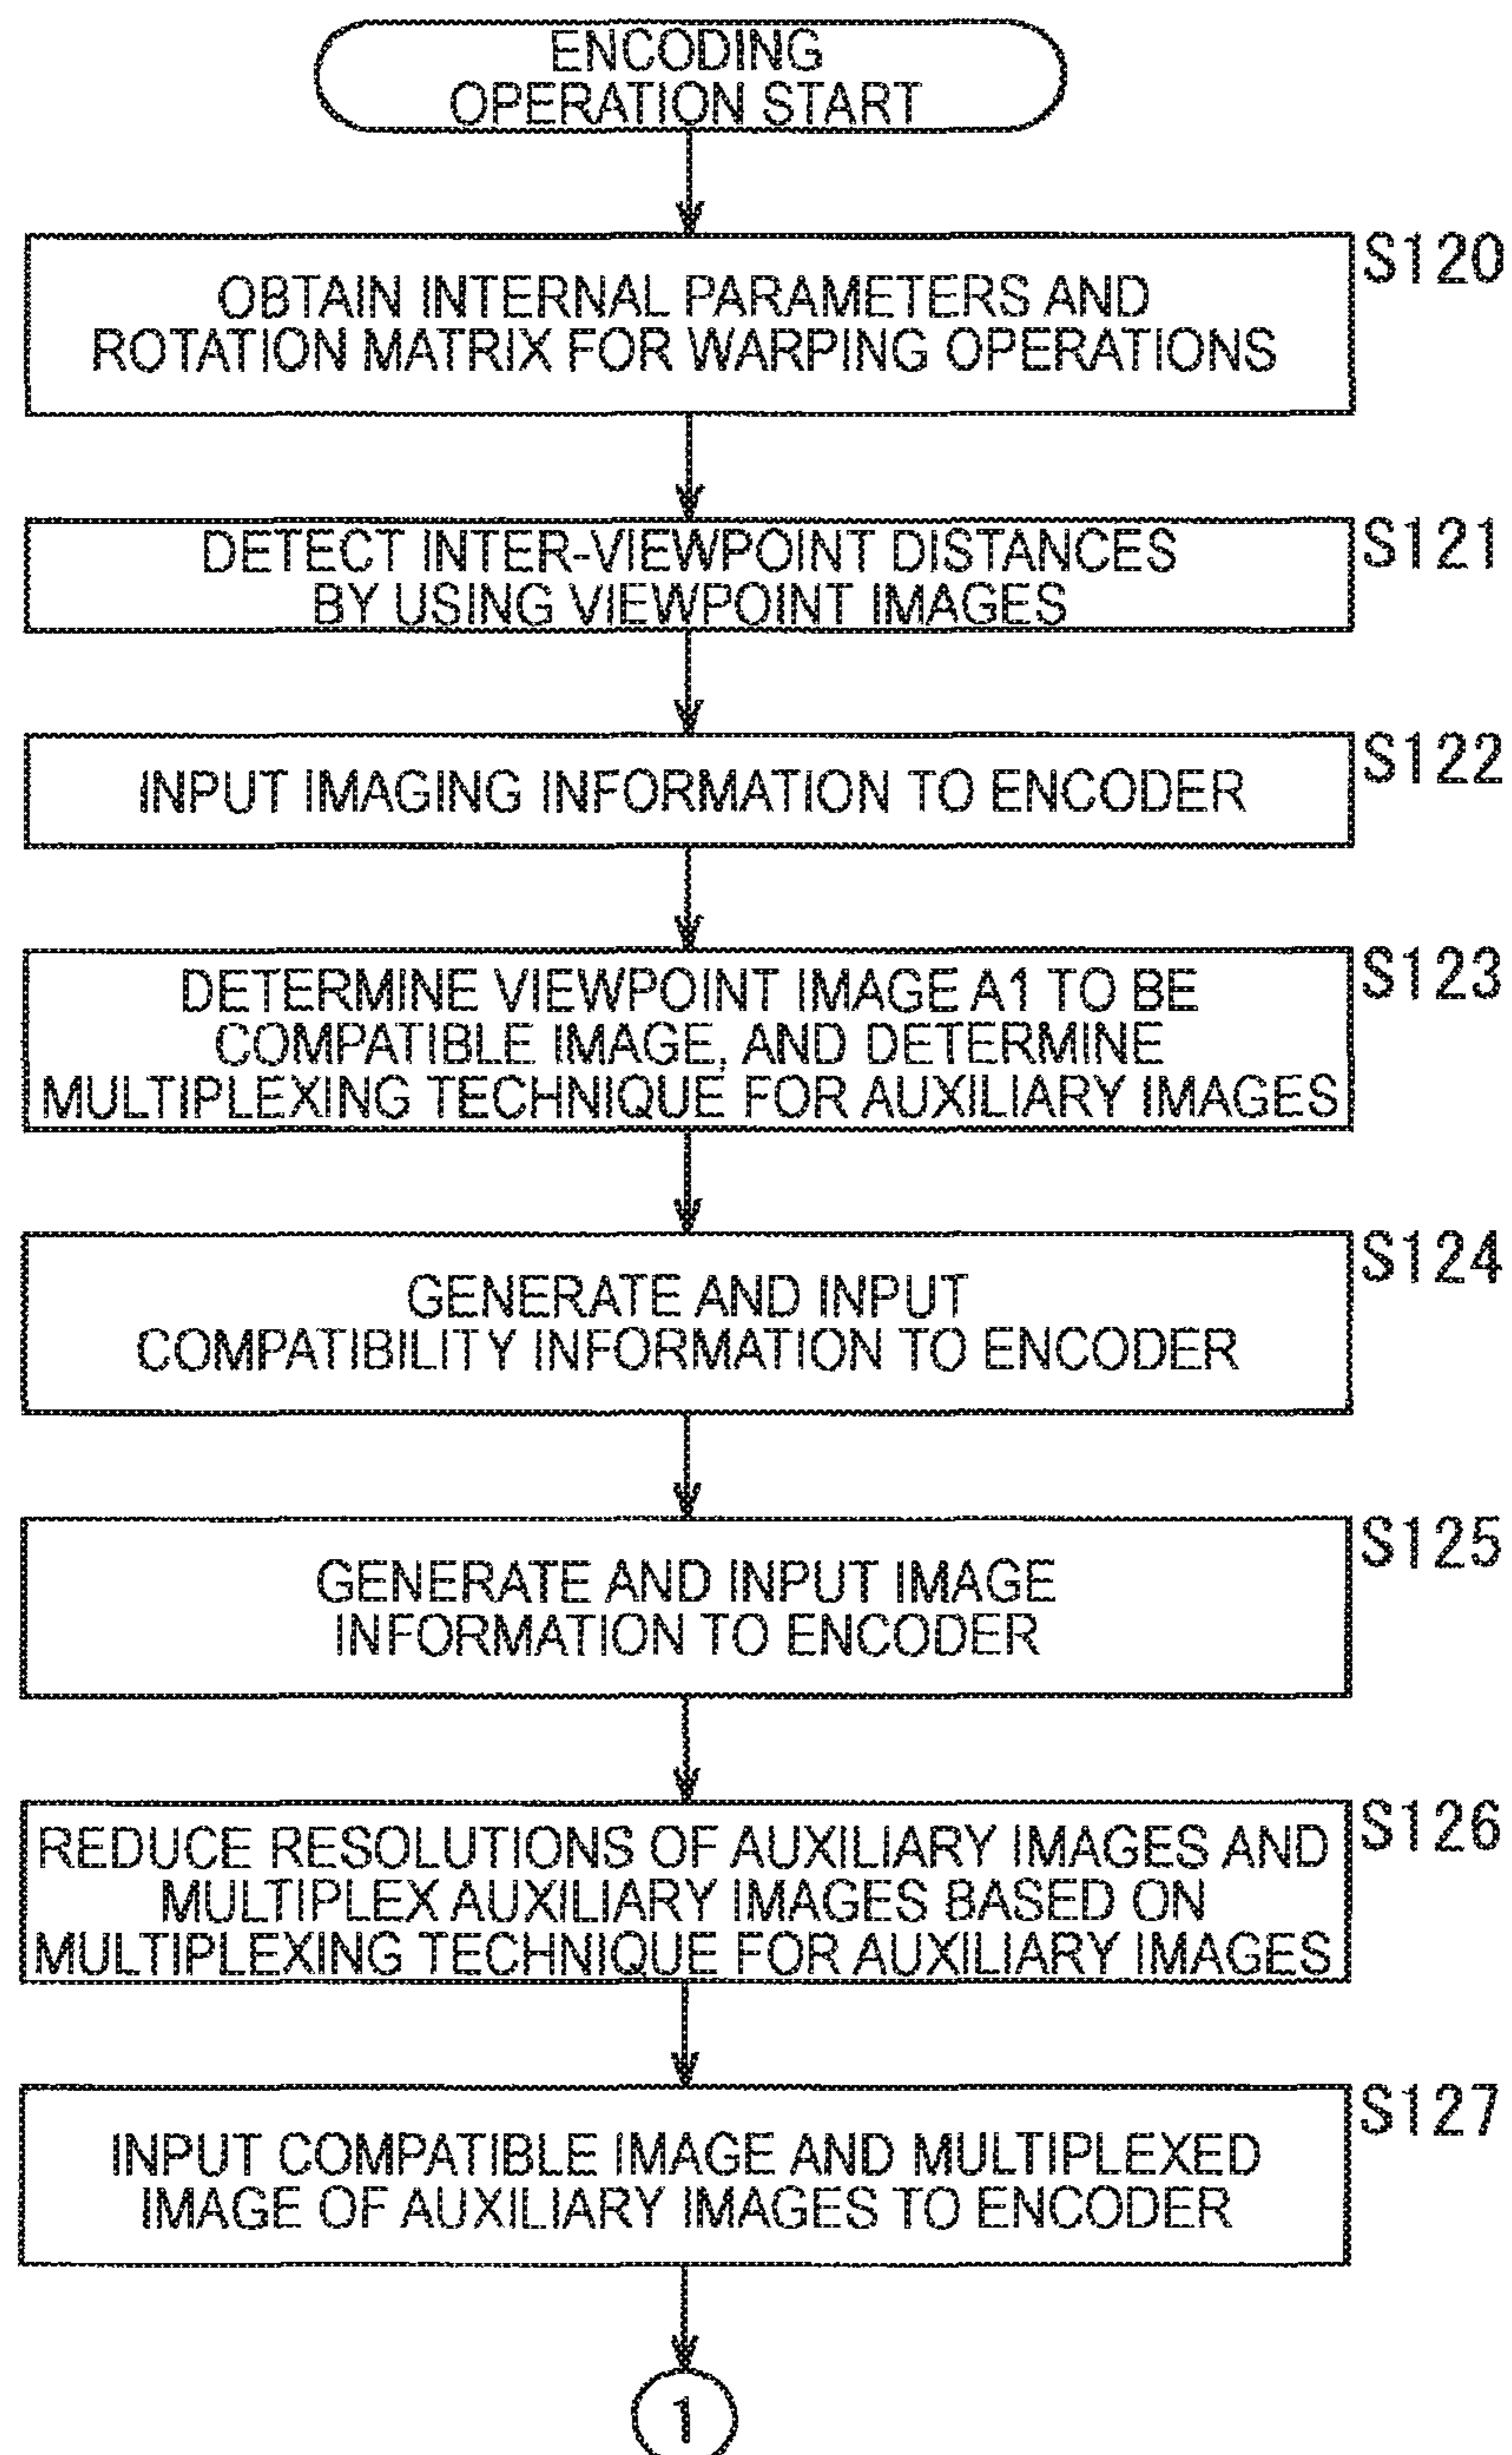 ENCODING
OPERATION START
S120
OBTAIN INTERNAL PARAMETERS AND
ROTATION MATRIX FOR WARPING OPERATIONS
S121
DETECT INTER-VIEWPOINT DISTANCES
BY USING VIEWPOINT IMAGES
S122
INPUT IMAGING INFORMATION TO ENCODER
S123
DETERMINE VIEWPOINT IMAGE A1 TO BE
COMPATIBLE IMAGE, AND DETERMINE
MULTIPLEXING TECHNIQUE FOR AUXILIARY IMAGES
S124
GENERATE AND INPUT
COMPATIBILITY INFORMATION TO ENCODER
S125
GENERATE AND INPUT IMAGE
INFORMATION TO ENCODER
S126
REDUCE RESOLUTIONS OF AUXILIARY IMAGES AND
MULTIPLEX AUXILIARY IMAGES BASED ON
MULTIPLEXING TECHNIQUE FOR AUXILIARY IMAGES
S127
INPUT COMPATIBLE IMAGE AND MULTIPLEXED
IMAGE OF AUXILIARY IMAGES TO ENCODER
1